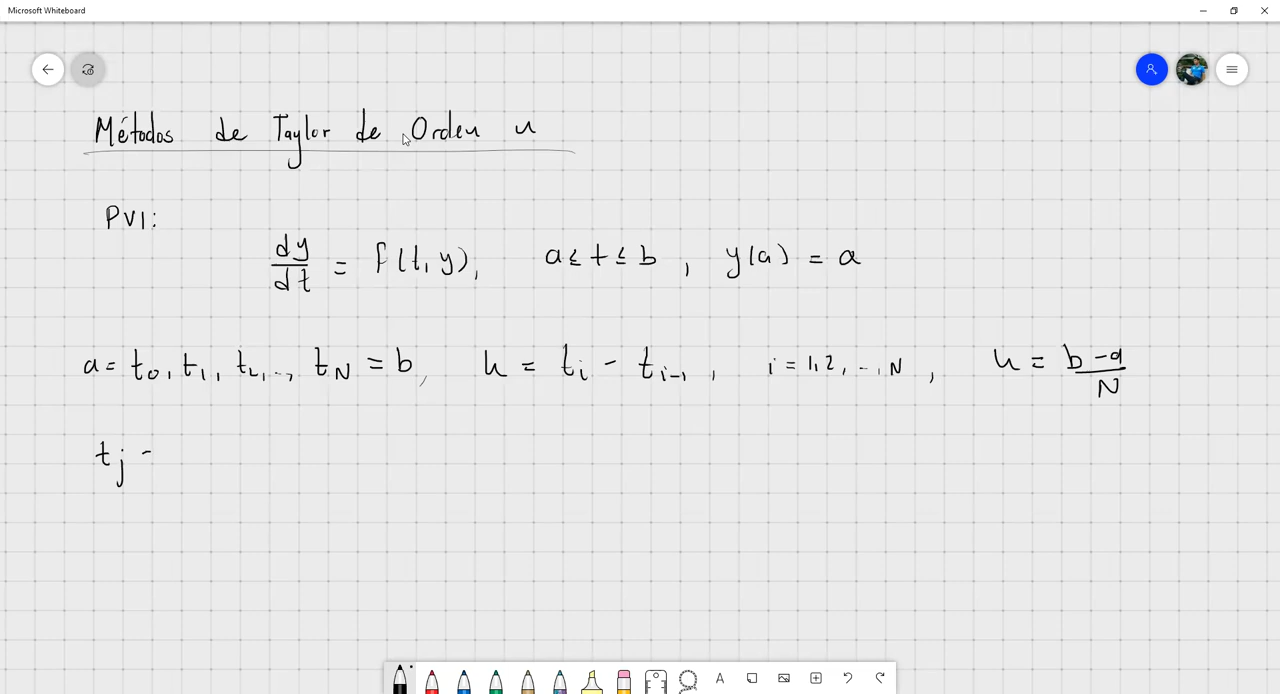 Microsoft Whiteboard
Métodos de Taylor de Orden n
PVI:
dy/dt = f(t, y), a ≤ t ≤ b, y(a) = α
a = t₀, t₁, t₂, ..., t_N = b, h = tᵢ - tᵢ₋₁, i = 1, 2, ..., N, h = (b - a)/N
tⱼ -
A